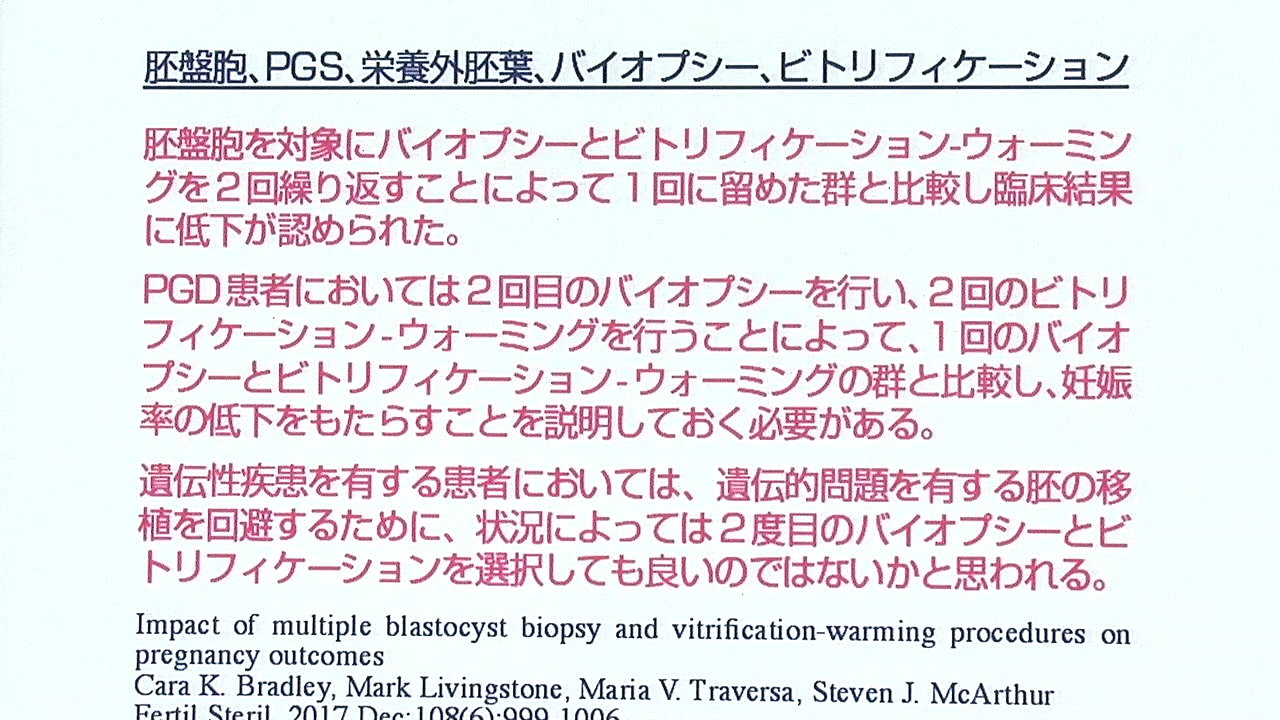 胚盤胞、PGS、栄養外胚葉、バイオプシー、ビトリフィケーション
胚盤胞を対象にバイオプシーとビトリフィケーション-ウォーミン
グを２回繰り返すことによって１回に留めた群と比較し臨床結果
に低下が認められた。
PGD患者においては２回目のバイオプシーを行い、２回のビトリ
フィケーション-ウォーミングを行うことによって、１回のバイオ
プシーとビトリフィケーション-ウォーミングの群と比較し、妊娠
率の低下をもたらすことを説明しておく必要がある。
遺伝性疾患を有する患者においては、遺伝的問題を有する胚の移
植を回避するために、状況によっては２度目のバイオプシーとビ
トリフィケーションを選択しても良いのではないかと思われる。
Impact of multiple blastocyst biopsy and vitrification-warming procedures on
pregnancy outcomes
Cara K. Bradley, Mark Livingstone, Maria V. Traversa, Steven J. McArthur
Fertil Steril. 2017 Dec;108(6):999-1006